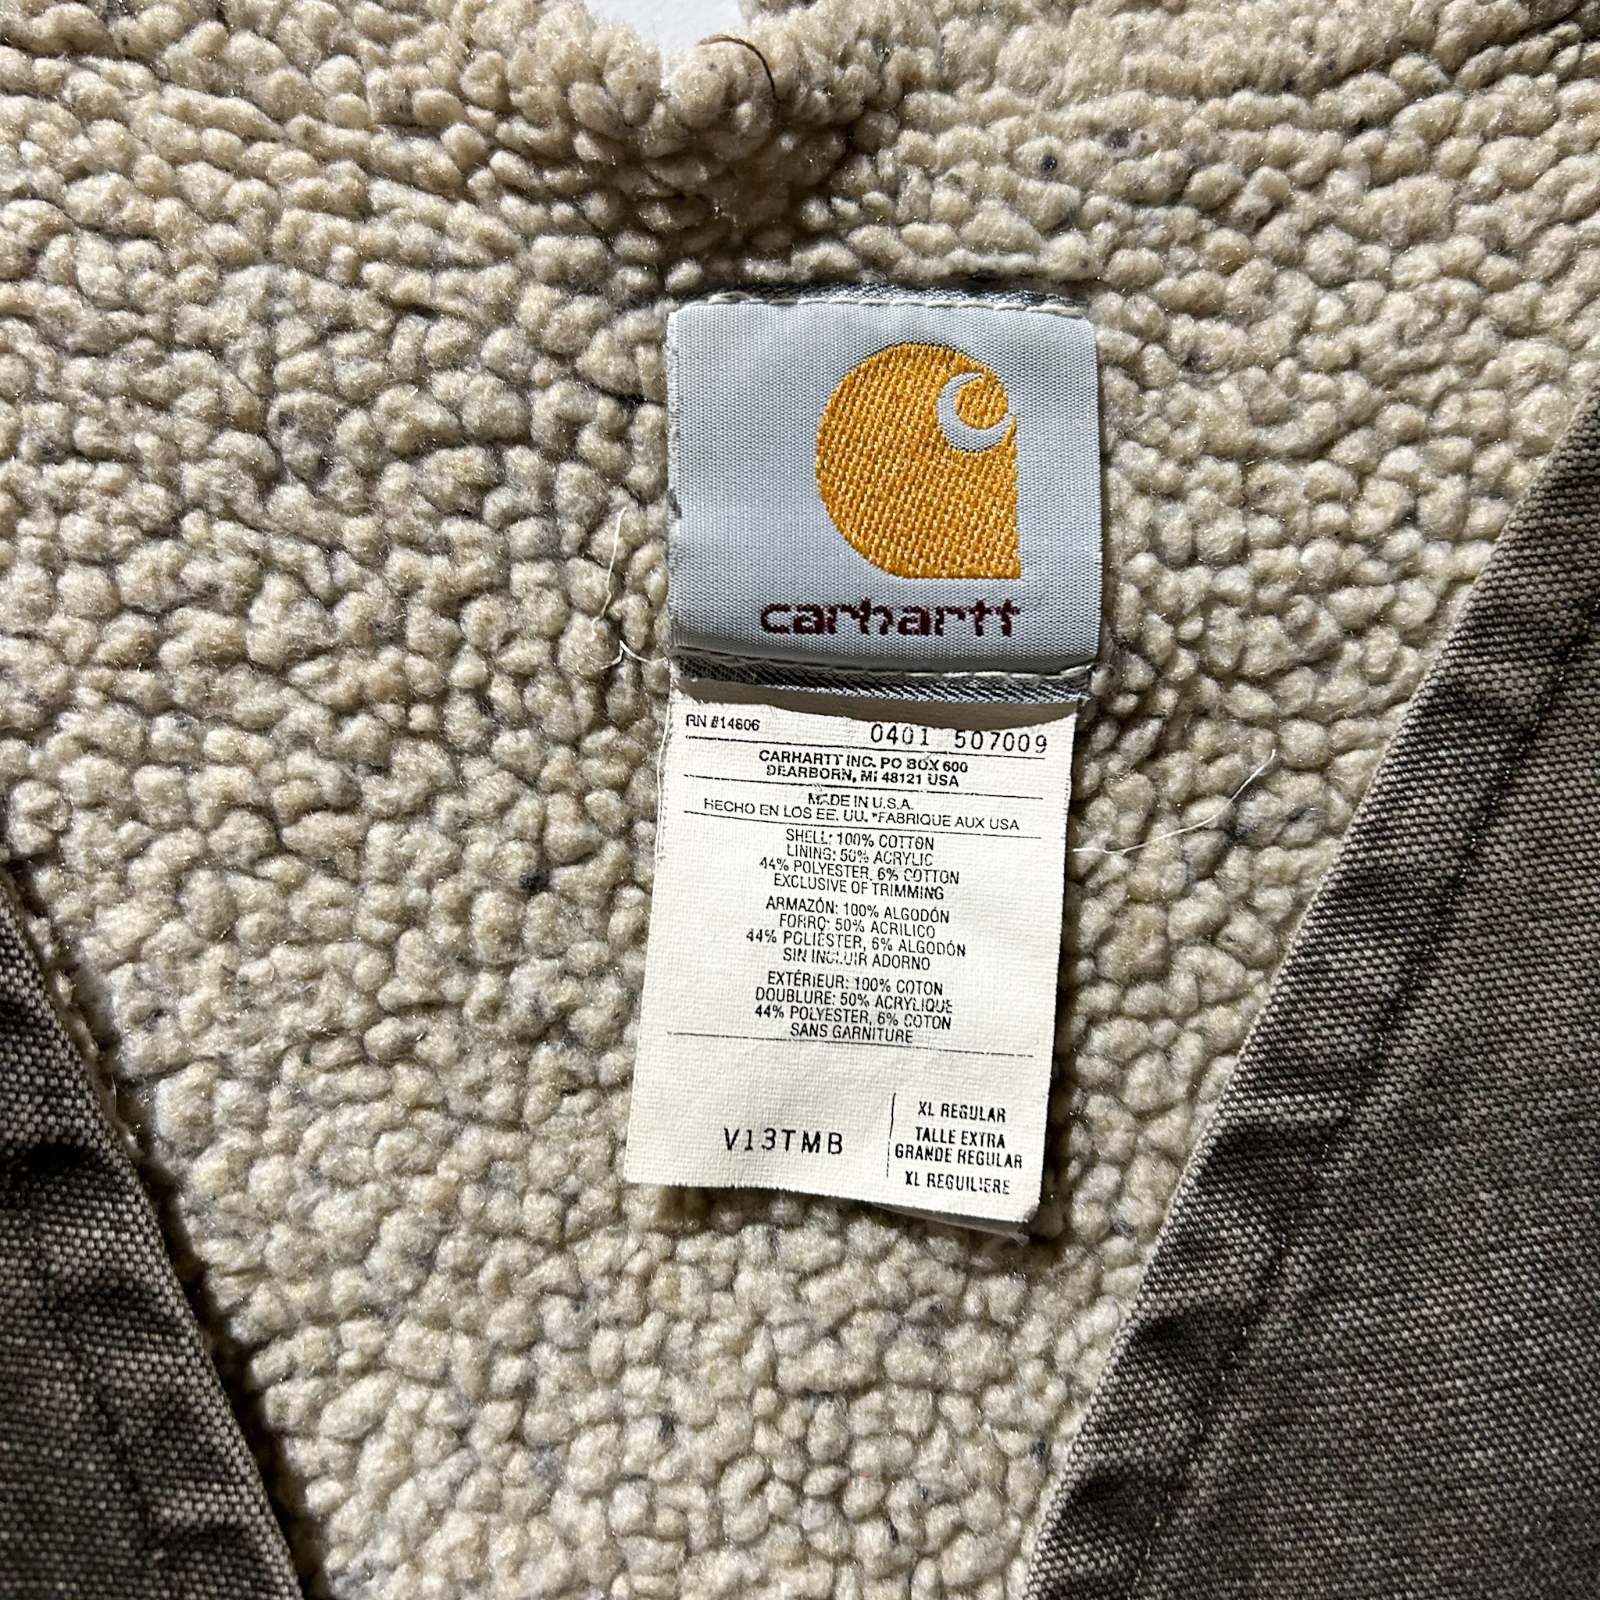 carhartt
RN #14806
0401 507009
CARHARTT INC. PO BOX 600
DEARBORN, MI 48121 USA
MADE IN U.S.A.
HECHO EN LOS EE. UU. *FABRIQUE AUX USA
SHELL: 100% COTTON
LINING: 50% ACRYLIC
44% POLYESTER, 6% COTTON
EXCLUSIVE OF TRIMMING
ARMAZÓN: 100% ALGODÓN
FORRO: 50% ACRILICO
44% POLIÉSTER, 6% ALGODÓN
SIN INCLUIR ADORNO
EXTÉRIEUR: 100% COTON
DOUBLURE: 50% ACRYLIQUE
44% POLYESTER, 6% COTON
SANS GARNITURE
V13TMB
XL REGULAR
TALLE EXTRA
GRANDE REGULAR
XL REGUILIERE